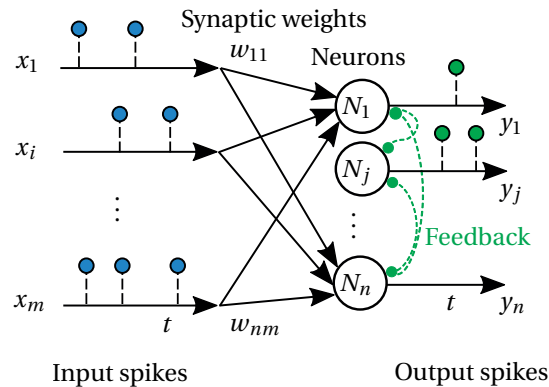 Synaptic weights
x1
w11
Neurons
N1
y1
xi
Nj
yj
⋮
⋮
Feedback
xm
t
wnm
Nn
t
yn
Input spikes
Output spikes